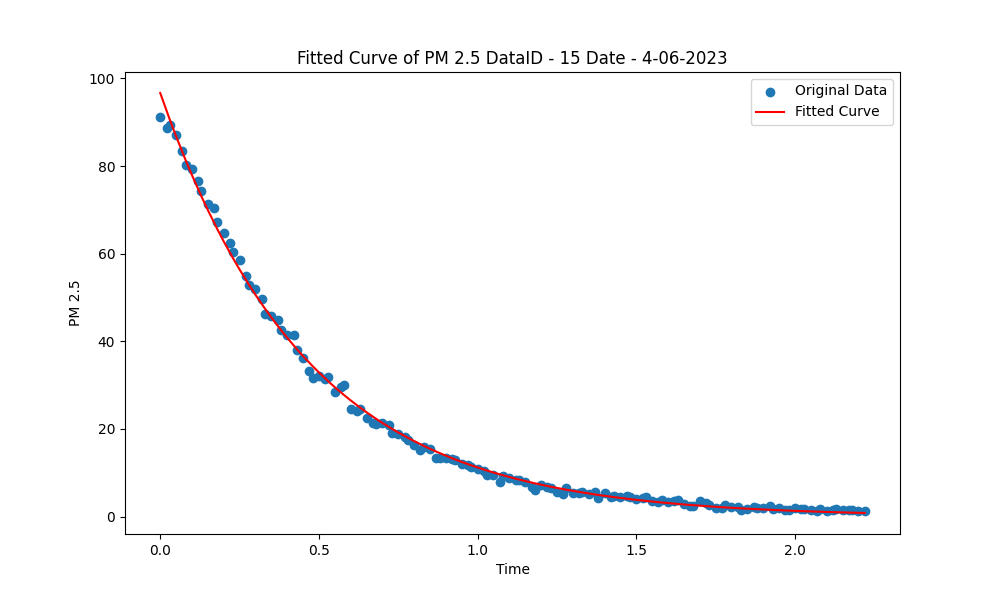 Fitted Curve of PM 2.5 DataID - 15 Date - 4-06-2023
Original Data
Fitted Curve
PM 2.5
100
80
60
40
20
0
0.0 0.5 1.0 1.5 2.0
Time